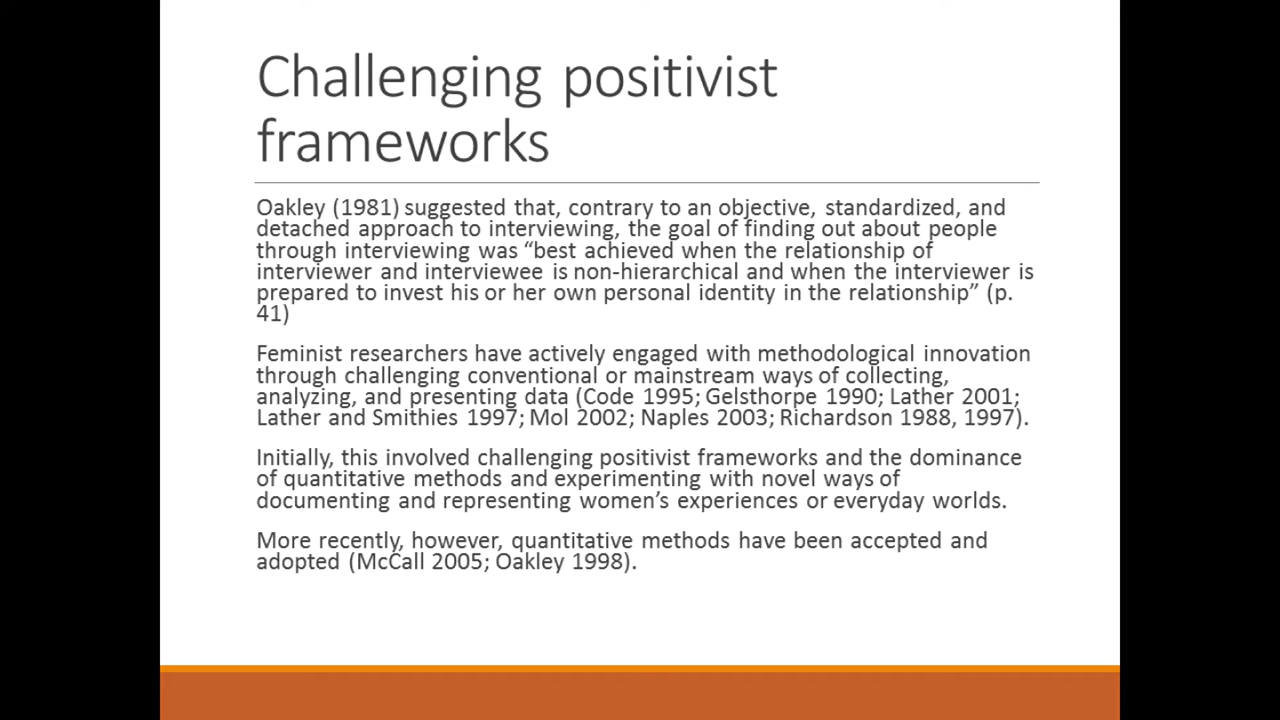 Challenging positivist
frameworks
Oakley (1981) suggested that, contrary to an objective, standardized, and
detached approach to interviewing, the goal of finding out about people
through interviewing was “best achieved when the relationship of
interviewer and interviewee is non-hierarchical and when the interviewer is
prepared to invest his or her own personal identity in the relationship” (p.
41)
Feminist researchers have actively engaged with methodological innovation
through challenging conventional or mainstream ways of collecting,
analyzing, and presenting data (Code 1995; Gelsthorpe 1990; Lather 2001;
Lather and Smithies 1997; Mol 2002; Naples 2003; Richardson 1988, 1997).
Initially, this involved challenging positivist frameworks and the dominance
of quantitative methods and experimenting with novel ways of
documenting and representing women’s experiences or everyday worlds.
More recently, however, quantitative methods have been accepted and
adopted (McCall 2005; Oakley 1998).